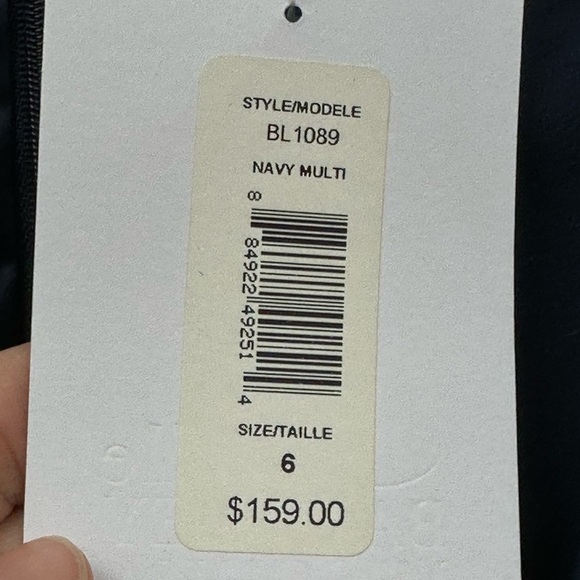 STYLE/MODELE
BL1089
NAVY MULTI
8 84922 49251 4
SIZE/TAILLE
6
$159.00